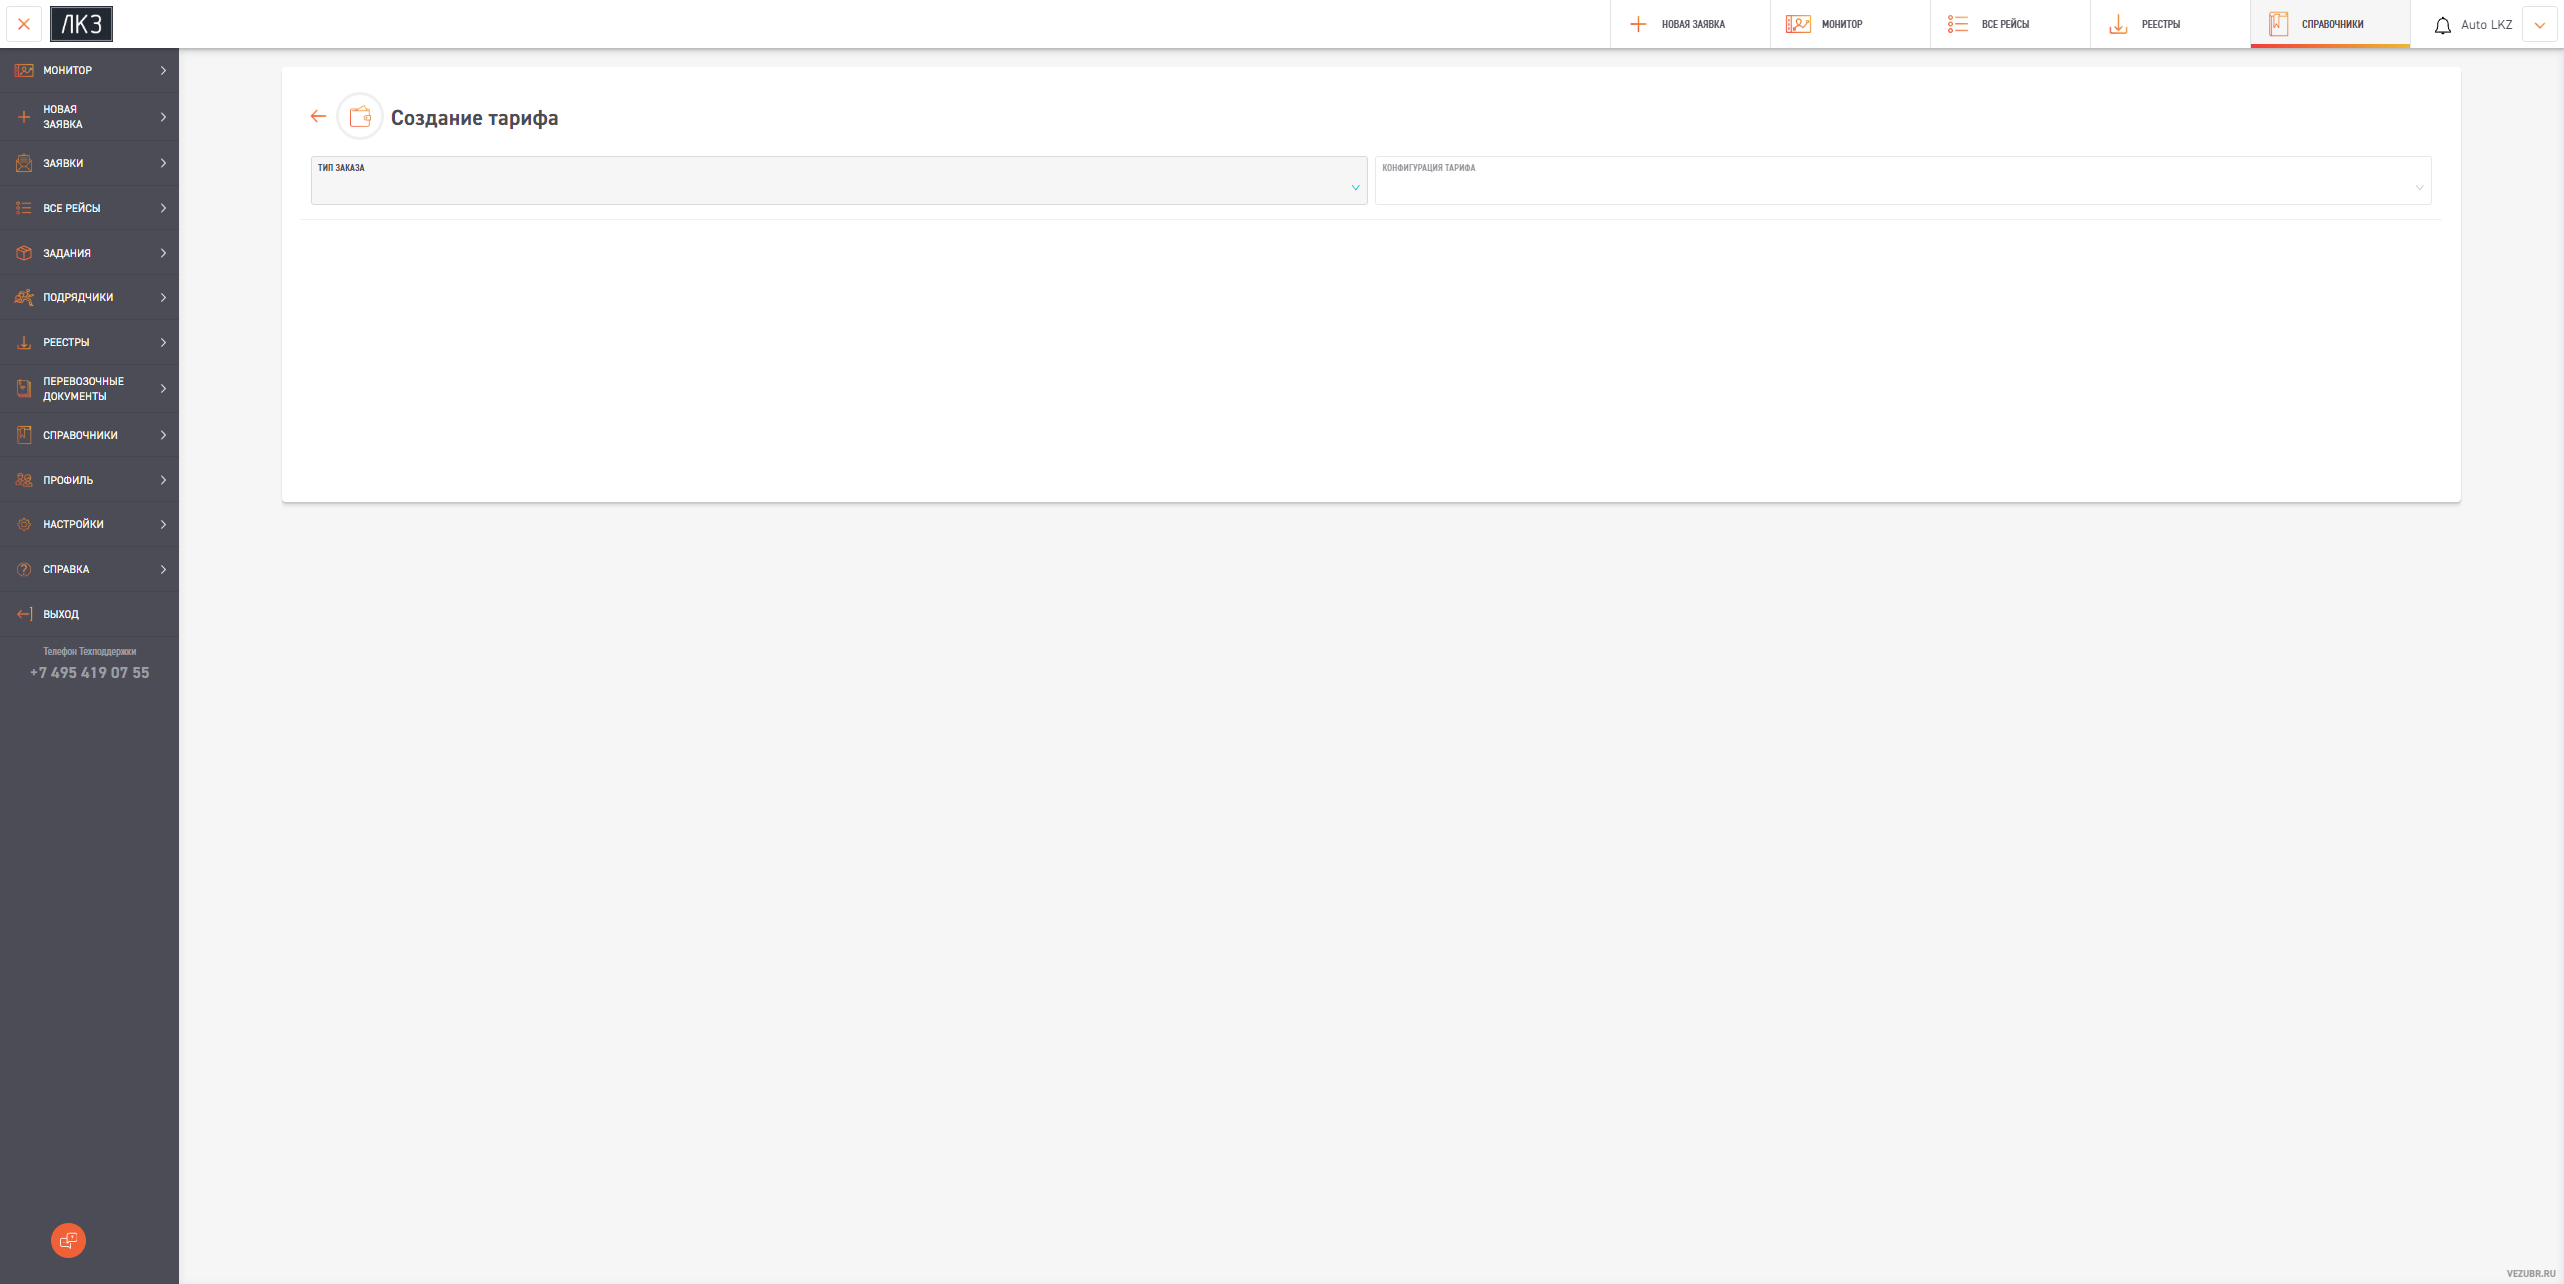 ЛКЗ
НОВАЯ ЗАЯВКА
МОНИТОР
ВСЕ РЕЙСЫ
РЕЕСТРЫ
СПРАВОЧНИКИ
Auto LKZ
МОНИТОР
НОВАЯ
ЗАЯВКА
ЗАЯВКИ
ВСЕ РЕЙСЫ
ЗАДАНИЯ
ПОДРЯДЧИКИ
РЕЕСТРЫ
ПЕРЕВОЗОЧНЫЕ
ДОКУМЕНТЫ
СПРАВОЧНИКИ
ПРОФИЛЬ
НАСТРОЙКИ
СПРАВКА
ВЫХОД
Телефон Техподдержки
+7 495 419 07 55
Создание тарифа
ТИП ЗАКАЗА
КОНФИГУРАЦИЯ ТАРИФА
VEZUBR.RU